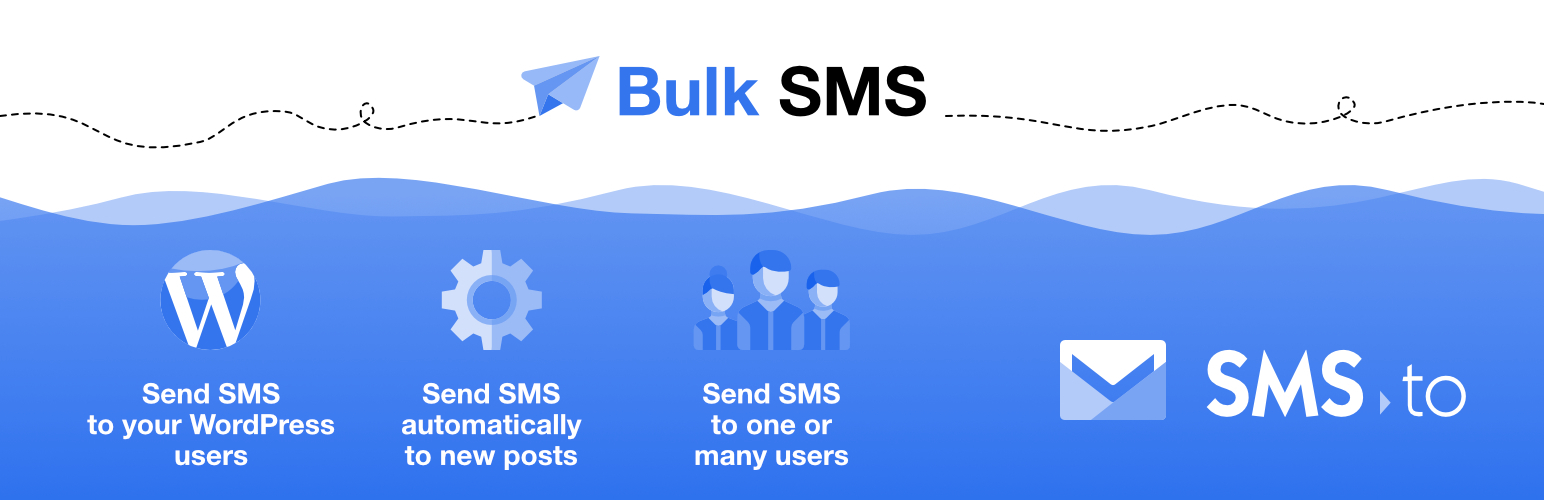 Bulk SMS
Send SMS
to your WordPress
users
Send SMS
automatically
to new posts
Send SMS
to one or
many users
SMS to